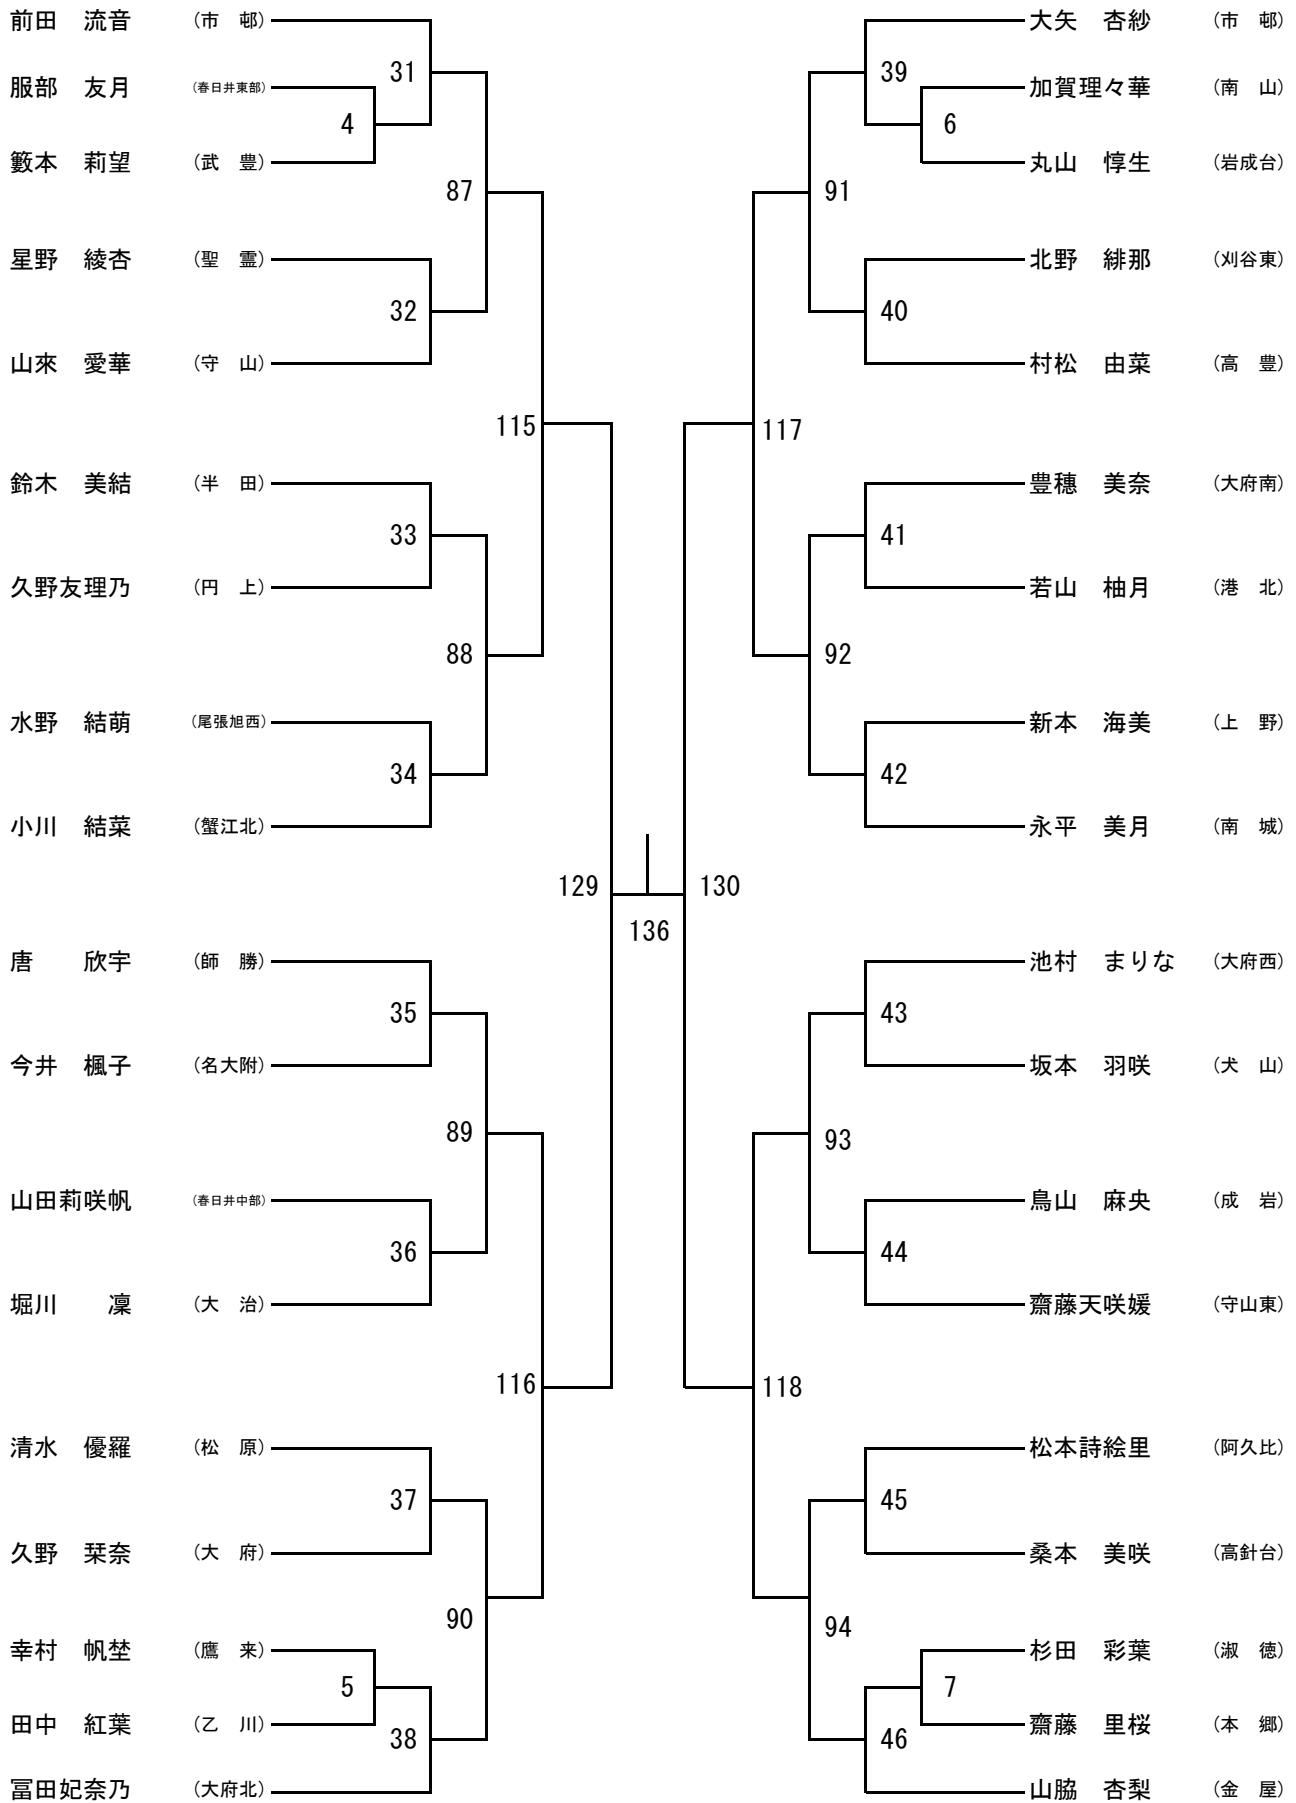 前田　流音　（市　邨）
31
服部　友月　（春日井東部）
4
籔本　莉望　（武　豊）
87
星野　綾杏　（聖　霊）
32
山來　愛華　（守　山）
115
鈴木　美結　（半　田）
33
久野友理乃　（円　上）
88
水野　結萌　（尾張旭西）
34
小川　結菜　（蟹江北）
129
136
唐　　欣宇　（師　勝）
35
今井　楓子　（名大附）
89
山田莉咲帆　（春日井中部）
36
堀川　　凜　（大　治）
116
清水　優羅　（松　原）
37
久野　栞奈　（大　府）
90
幸村　帆埜　（鷹　来）
5
田中　紅葉　（乙　川）
38
冨田妃奈乃　（大府北）
大矢　杏紗　（市　邨）
39
加賀理々華　（南　山）
6
丸山　惇生　（岩成台）
91
北野　緋那　（刈谷東）
40
村松　由菜　（高　豊）
117
豊穗　美奈　（大府南）
41
若山　柚月　（港　北）
92
新本　海美　（上　野）
42
永平　美月　（南　城）
130
池村　まりな　（大府西）
43
坂本　羽咲　（犬　山）
93
鳥山　麻央　（成　岩）
44
齋藤天咲媛　（守山東）
118
松本詩絵里　（阿久比）
45
桑本　美咲　（高針台）
94
杉田　彩葉　（淑　徳）
7
齋藤　里桜　（本　郷）
46
山脇　杏梨　（金　屋）